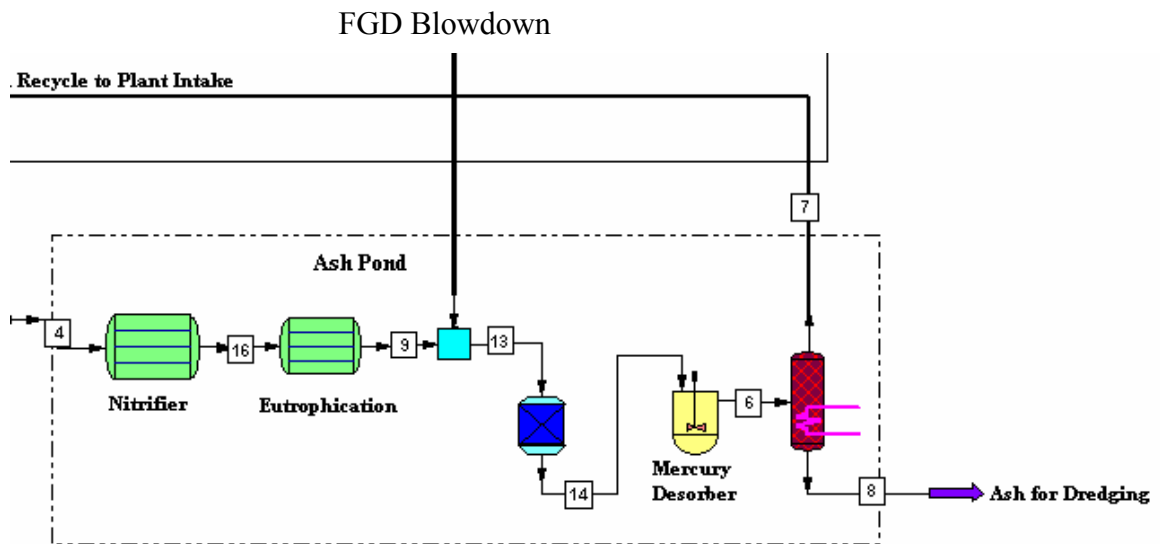 FGD Blowdown
. Recycle to Plant Intake
7
Ash Pond
4
16
9
13
Nitrifier
Eutrophication
6
Mercury
Desorber
14
8
Ash for Dredging